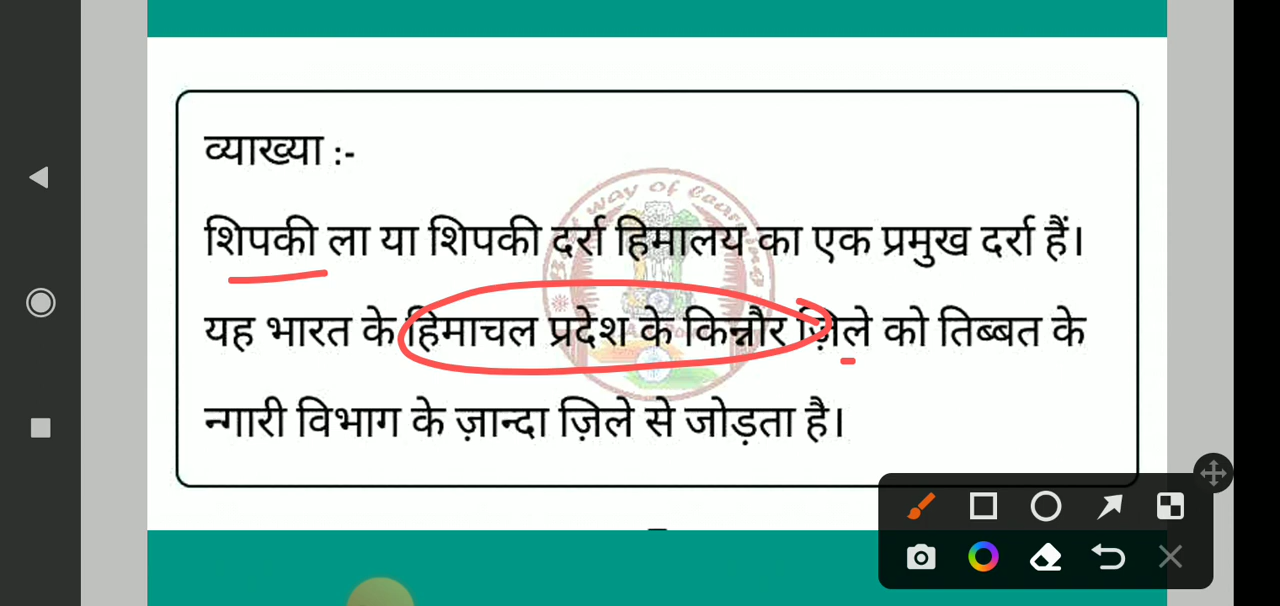 व्याख्या :-
शिपकी ला या शिपकी दर्रा हिमालय का एक प्रमुख दर्रा हैं।
यह भारत के हिमाचल प्रदेश के किन्नौर ज़िले को तिब्बत के
न्गारी विभाग के ज़ान्दा ज़िले से जोड़ता है।